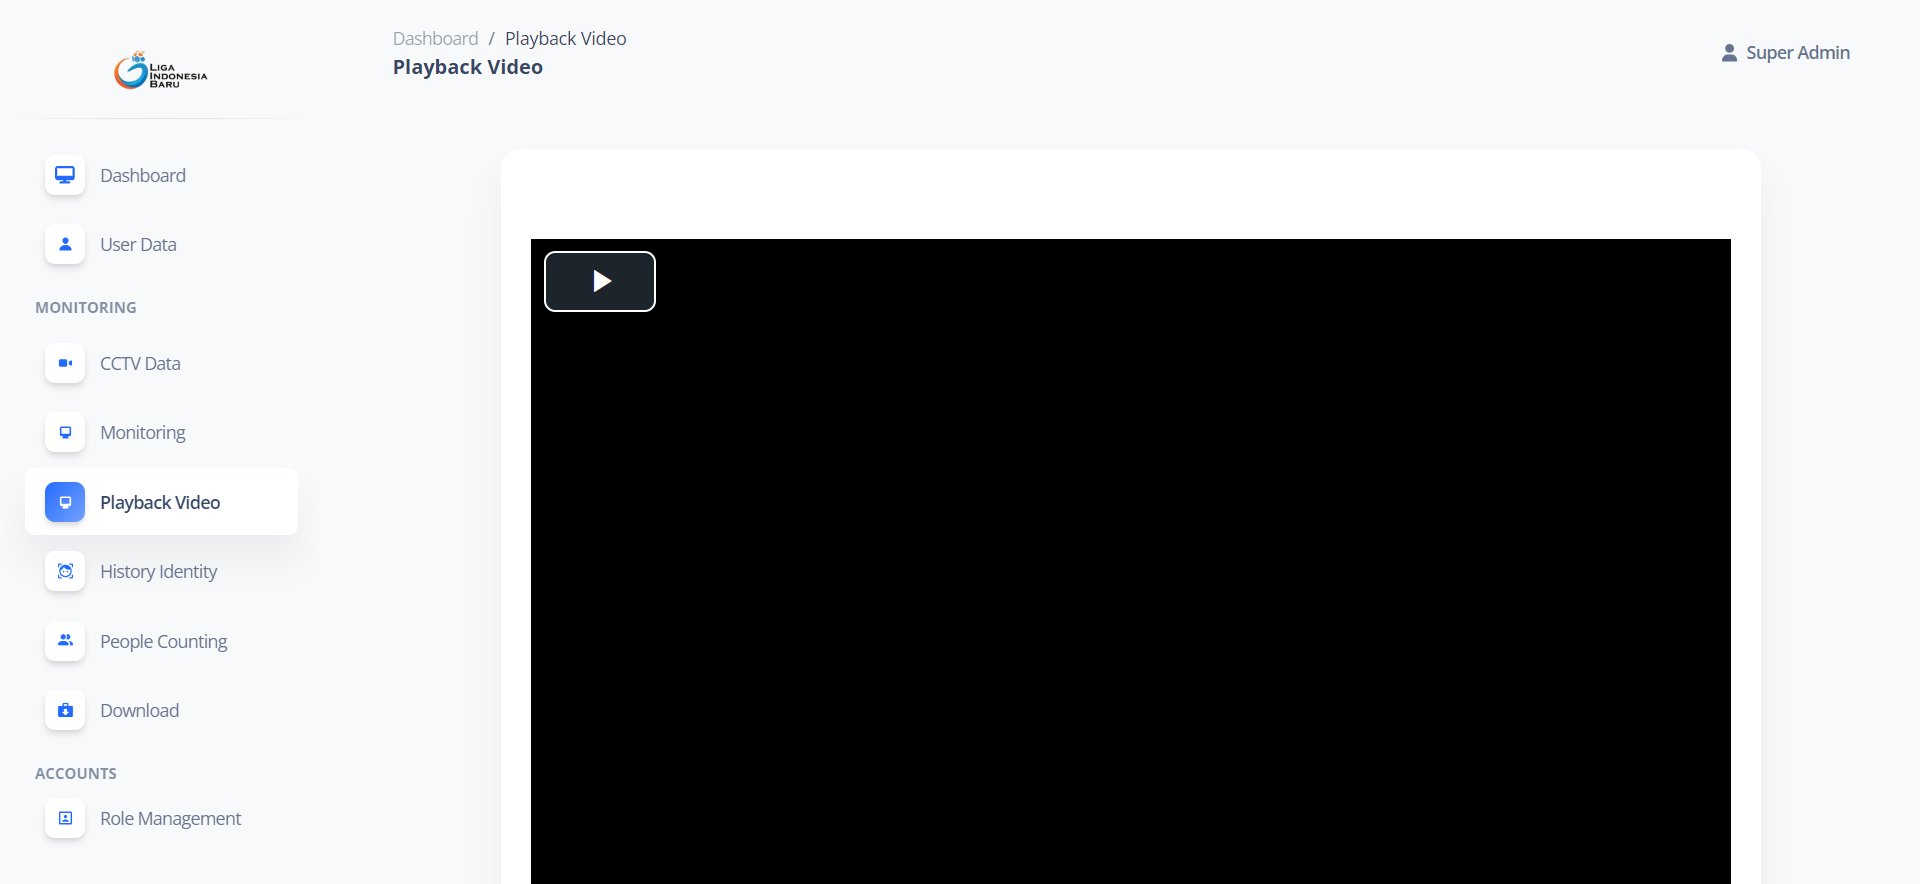 LIGA
INDONESIA
BARU
Dashboard / Playback Video
Playback Video
Super Admin
Dashboard
User Data
MONITORING
CCTV Data
Monitoring
Playback Video
History Identity
People Counting
Download
ACCOUNTS
Role Management